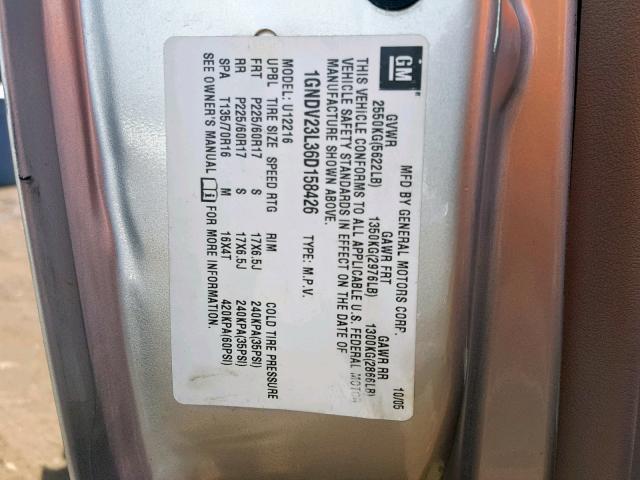 GM
MFD BY GENERAL MOTORS CORP. 10/05
GVWR GAWR FRT GAWR RR
2550KG(5622LB) 1350KG(2976LB) 1300KG(2866LB)
THIS VEHICLE CONFORMS TO ALL APPLICABLE U.S. FEDERAL MOTOR
VEHICLE SAFETY STANDARDS IN EFFECT ON THE DATE OF
MANUFACTURE SHOWN ABOVE.
1GNDV23L36D158426 TYPE: M.P.V.
MODEL: U12216
UPBL TIRE SIZE SPEED RTG RIM COLD TIRE PRESSURE
FRT P225/60R17 S 17X6.5J 240KPA(35PSI)
RR P225/60R17 S 17X6.5J 240KPA(35PSI)
SPA T135/70R16 M 16X4T 420KPA(60PSI)
SEE OWNER'S MANUAL FOR MORE INFORMATION.